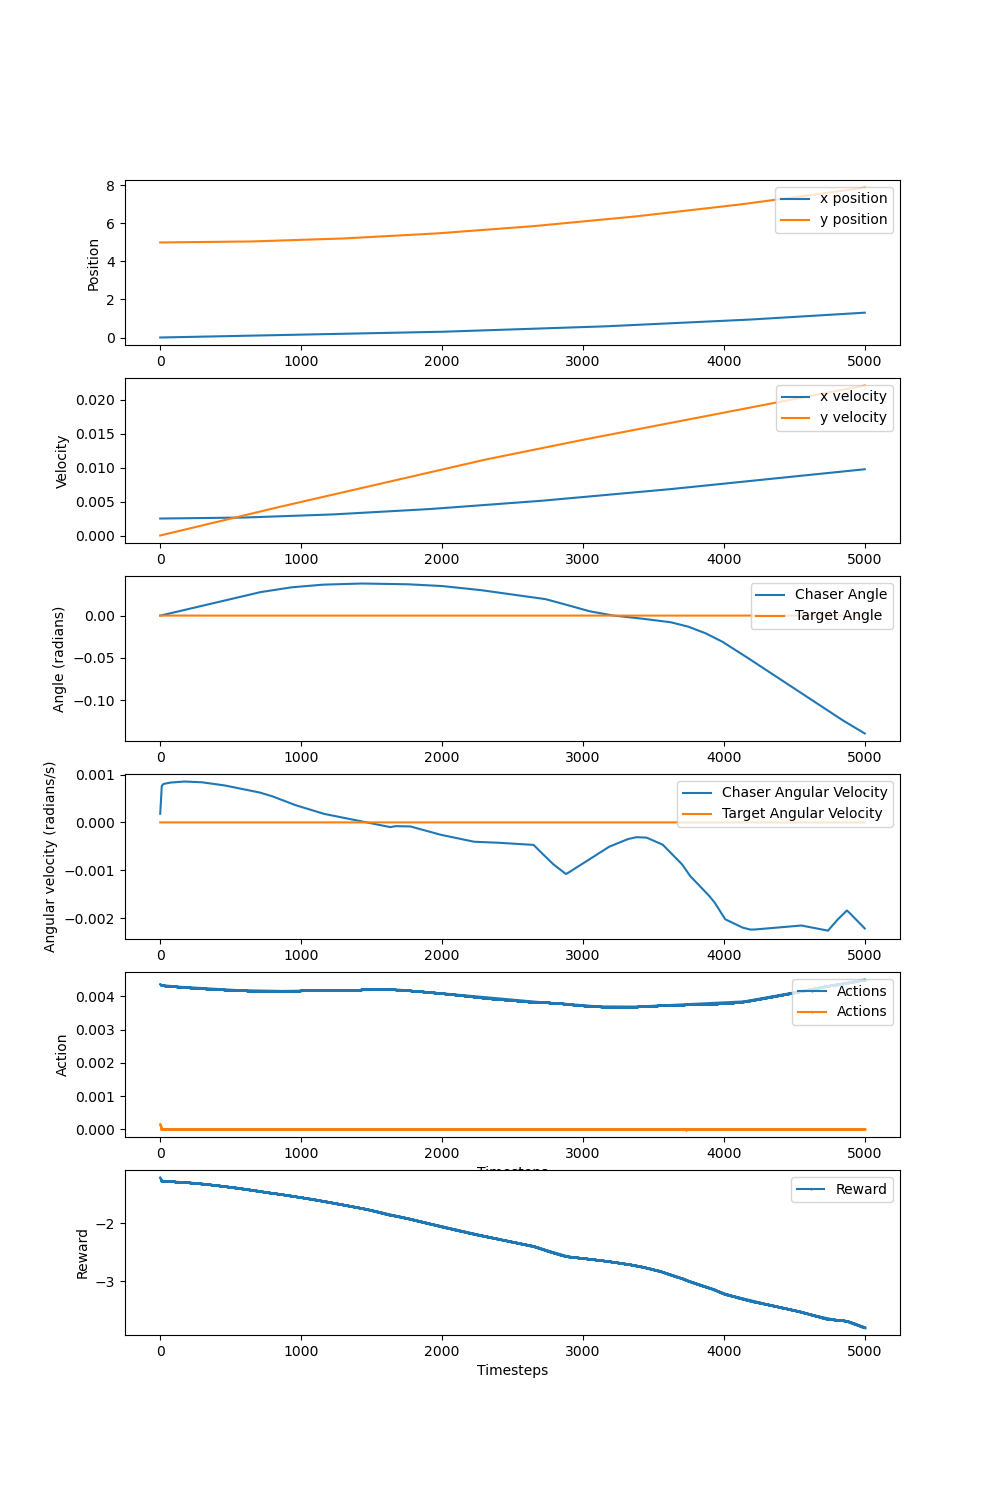 8
6
4
2
0
Position
x position
y position
0 1000 2000 3000 4000 5000
0.020
0.015
0.010
0.005
0.000
Velocity
x velocity
y velocity
0 1000 2000 3000 4000 5000
0.00
−0.05
−0.10
Angle (radians)
Chaser Angle
Target Angle
0 1000 2000 3000 4000 5000
0.001
0.000
−0.001
−0.002
Angular velocity (radians/s)
Chaser Angular Velocity
Target Angular Velocity
0 1000 2000 3000 4000 5000
0.004
0.003
0.002
0.001
0.000
Action
Actions
Actions
0 1000 2000 3000 4000 5000
Timesteps
−2
−3
Reward
Reward
0 1000 2000 3000 4000 5000
Timesteps